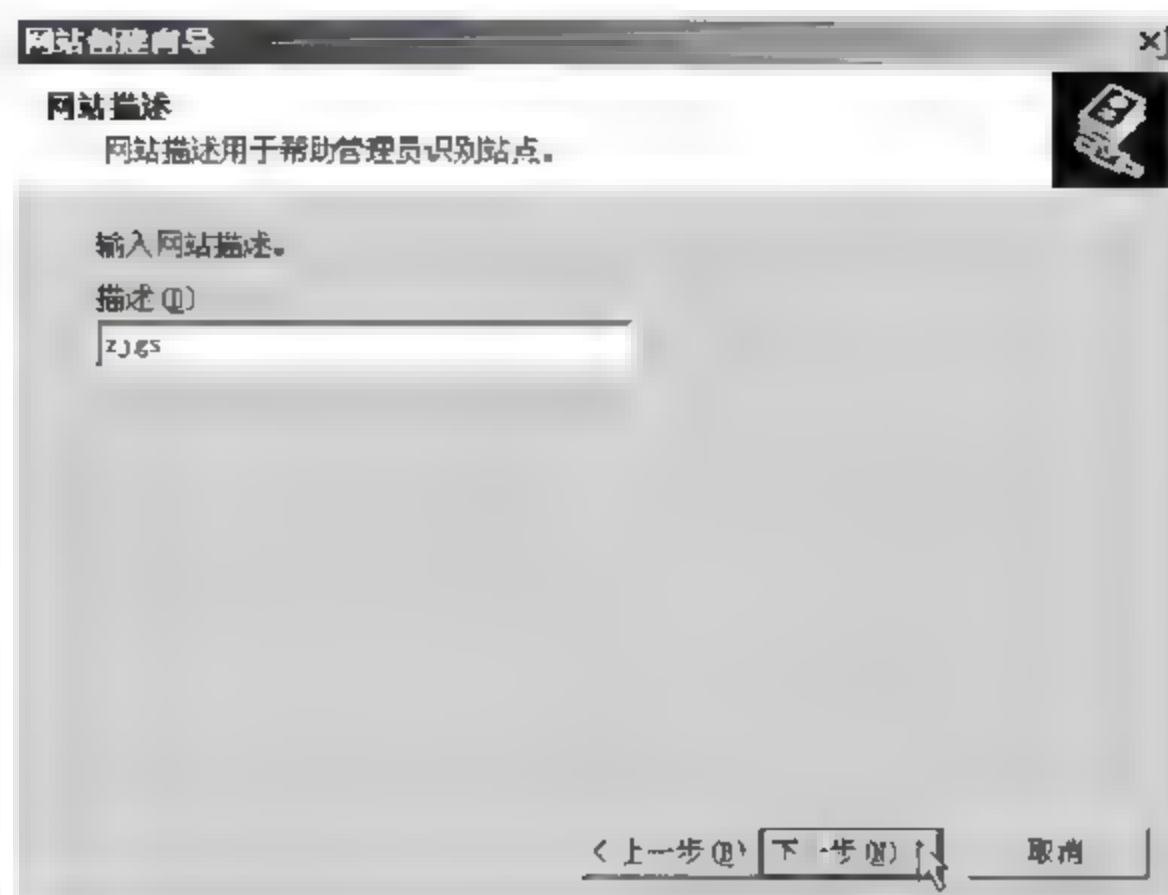 网站创建向导
网站描述
网站描述用于帮助管理员识别站点。
输入网站描述。
描述(D)
zjgs
< 上一步(B) 下一步(N) > 取消